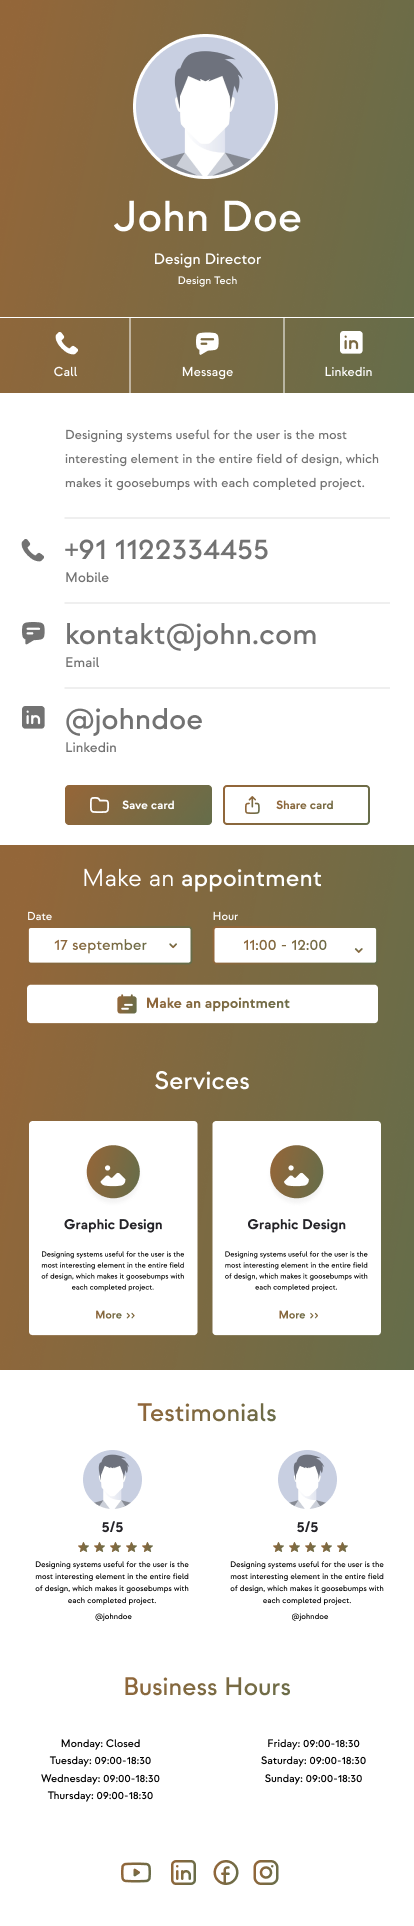 John Doe
Design Director
Design Tech
Call
Message
Linkedin
Designing systems useful for the user is the most
interesting element in the entire field of design, which
makes it goosebumps with each completed project.
+91 1122334455
Mobile
kontakt@john.com
Email
in
@johndoe
Linkedin
Save card
Share card
Make an appointment
Date
Hour
17 september
11:00 - 12:00
Make an appointment
Services
Graphic Design
Designing systems useful for the user is the
most interesting element in the entire field
of design, which makes it goosebumps with
each completed project.
More >>
Graphic Design
Designing systems useful for the user is the
most interesting element in the entire field
of design, which makes it goosebumps with
each completed project.
More >>
Testimonials
5/5
Designing systems useful for the user is the
most interesting element in the entire field
of design, which makes it goosebumps with
each completed project.
@johndoe
5/5
Designing systems useful for the user is the
most interesting element in the entire field
of design, which makes it goosebumps with
each completed project.
@johndoe
Business Hours
Monday: Closed
Tuesday: 09:00-18:30
Wednesday: 09:00-18:30
Thursday: 09:00-18:30
Friday: 09:00-18:30
Saturday: 09:00-18:30
Sunday: 09:00-18:30